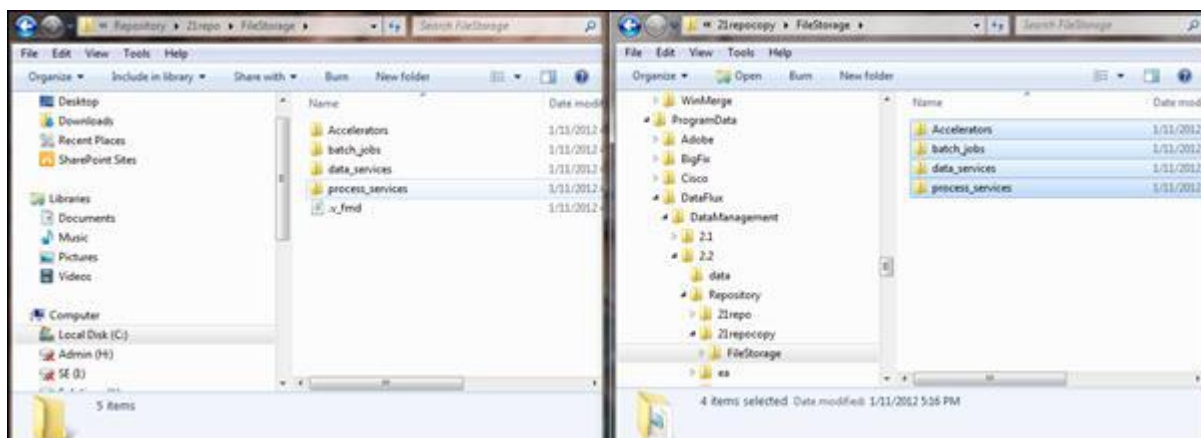 « Repository ▸ 21repo ▸ FileStorage ▸
Search FileStorage
File Edit View Tools Help
Organize ▾ Include in library ▾ Share with ▾ Burn New folder
Desktop
Downloads
Recent Places
SharePoint Sites
Libraries
Documents
Music
Pictures
Videos
Computer
Local Disk (C:)
Admin (H:)
SE (I:)
Name Date modif
Accelerators 1/11/2012
batch_jobs 1/11/2012
data_services 1/11/2012
process_services 1/11/2012
.v_fmd 1/11/2012
5 items
« 21repocopy ▸ FileStorage ▸
Search FileStorage
File Edit View Tools Help
Organize ▾ Open Burn New folder
WinMerge
ProgramData
Adobe
BigFix
Cisco
DataFlux
DataManagement
2.1
2.2
data
Repository
21repo
21repocopy
FileStorage
ea
Name Date mod
Accelerators 1/11/2012
batch_jobs 1/11/2012
data_services 1/11/2012
process_services 1/11/2012
4 items selected Date modified: 1/11/2012 5:16 PM